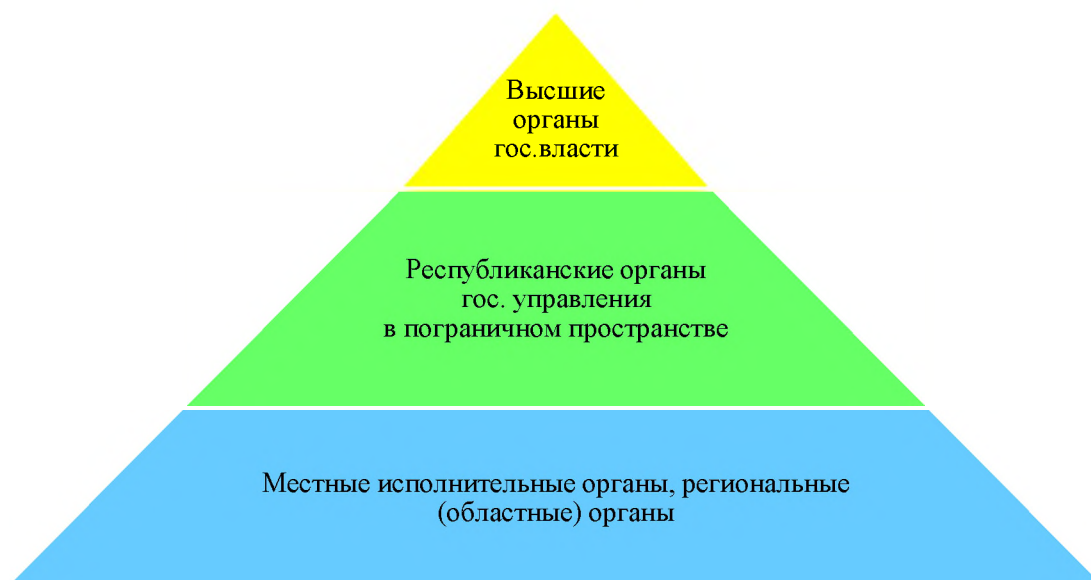 Высшие
органы
гос.власти
Республиканские органы
гос. управления
в пограничном пространстве
Местные исполнительные органы, региональные
(областные) органы